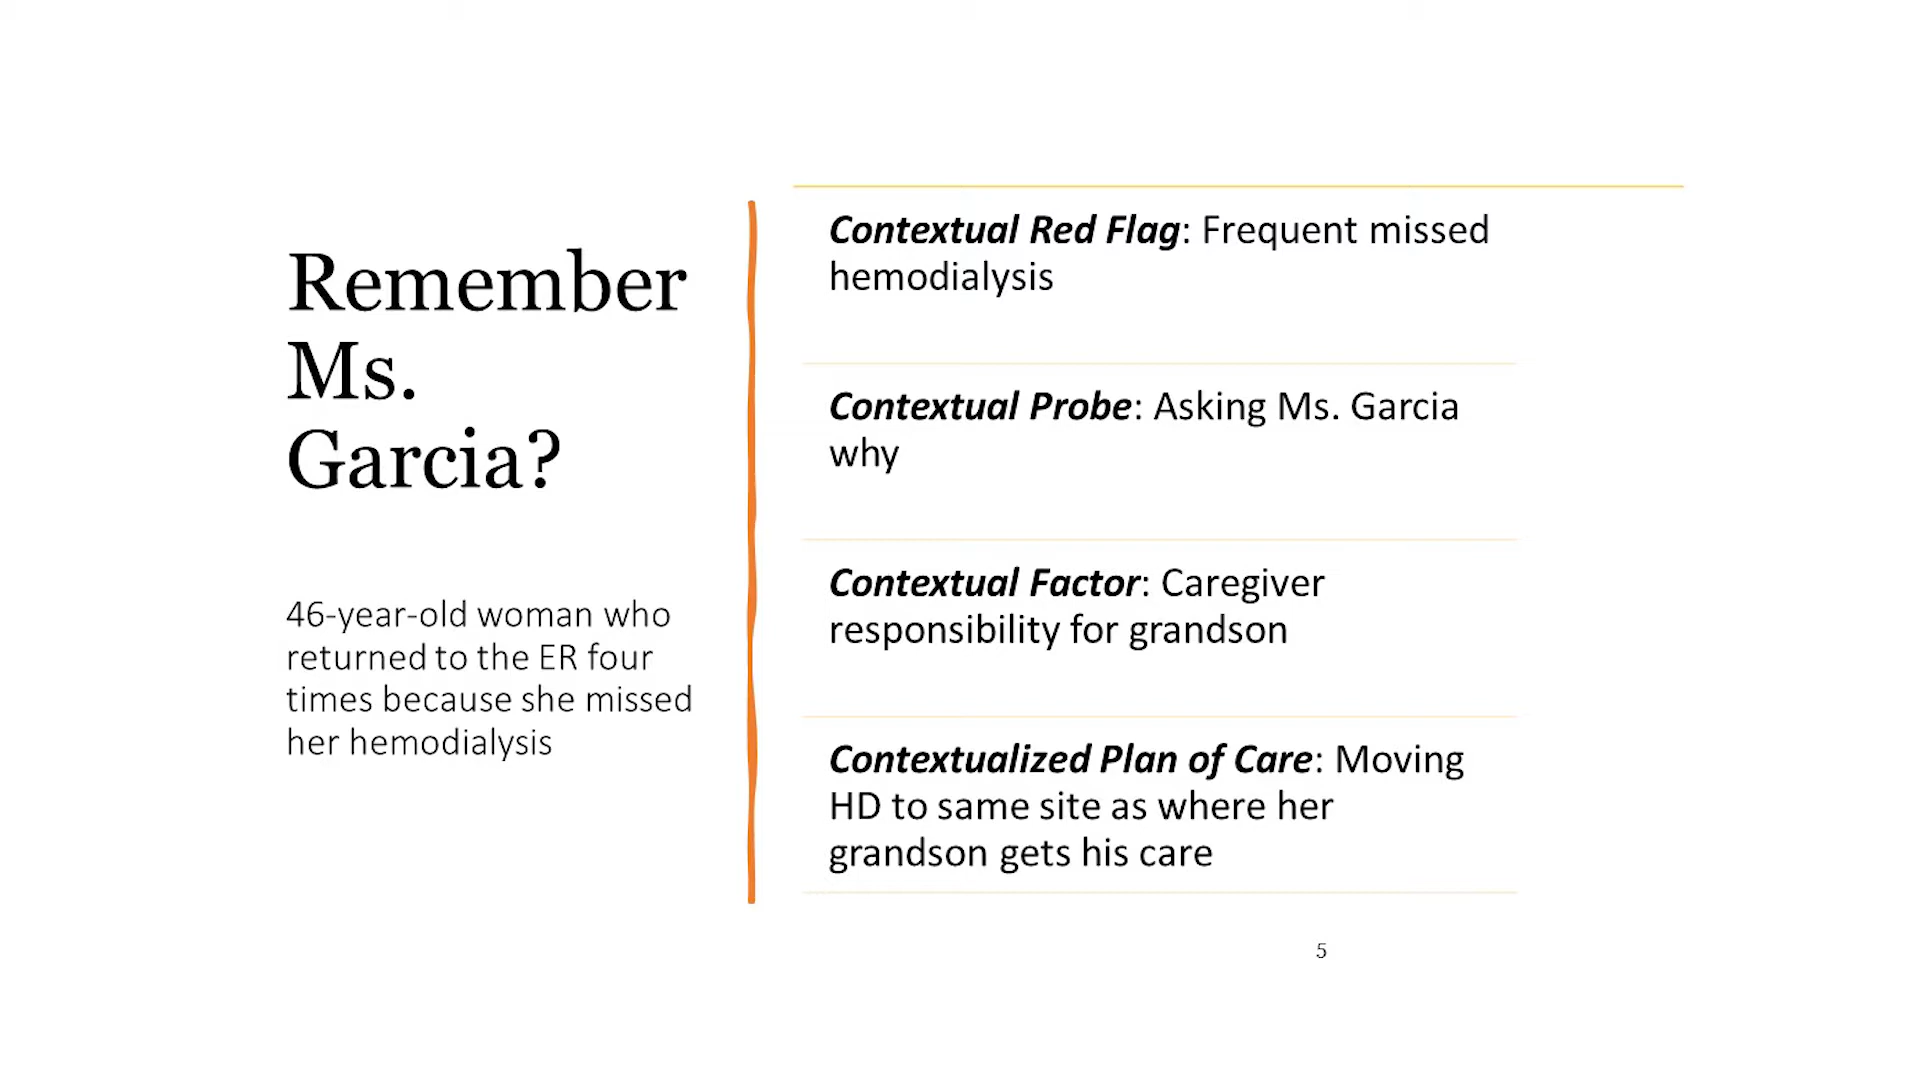 Remember
Ms.
Garcia?
46-year-old woman who
returned to the ER four
times because she missed
her hemodialysis
Contextual Red Flag: Frequent missed
hemodialysis
Contextual Probe: Asking Ms. Garcia
why
Contextual Factor: Caregiver
responsibility for grandson
Contextualized Plan of Care: Moving
HD to same site as where her
grandson gets his care
5